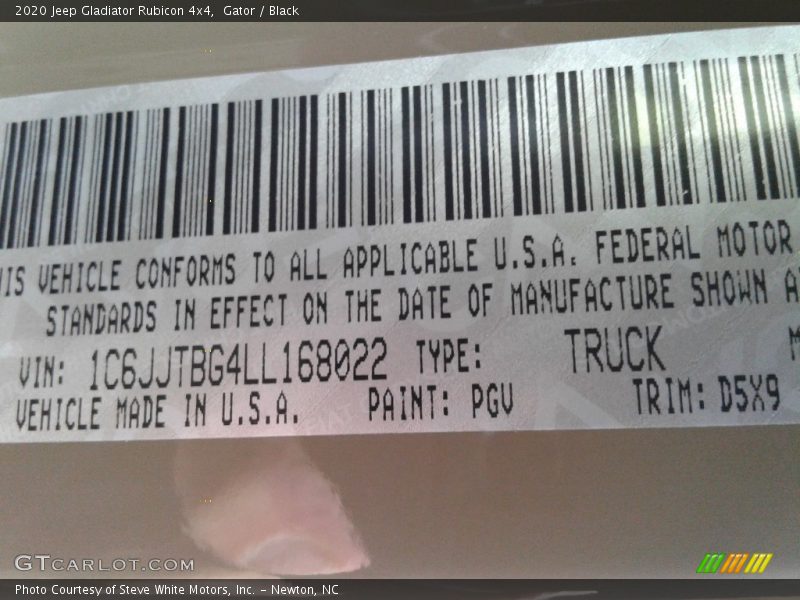 2020 Jeep Gladiator Rubicon 4x4, Gator / Black
VEHICLE CONFORMS TO ALL APPLICABLE U.S.A. FEDERAL MOTOR
STANDARDS IN EFFECT ON THE DATE OF MANUFACTURE SHOWN
VIN: 1C6JJTBG4LL168022 TYPE: TRUCK
VEHICLE MADE IN U.S.A. PAINT: PGV TRIM: D5X9
GTCARLOT.COM
Photo Courtesy of Steve White Motors, Inc. – Newton, NC